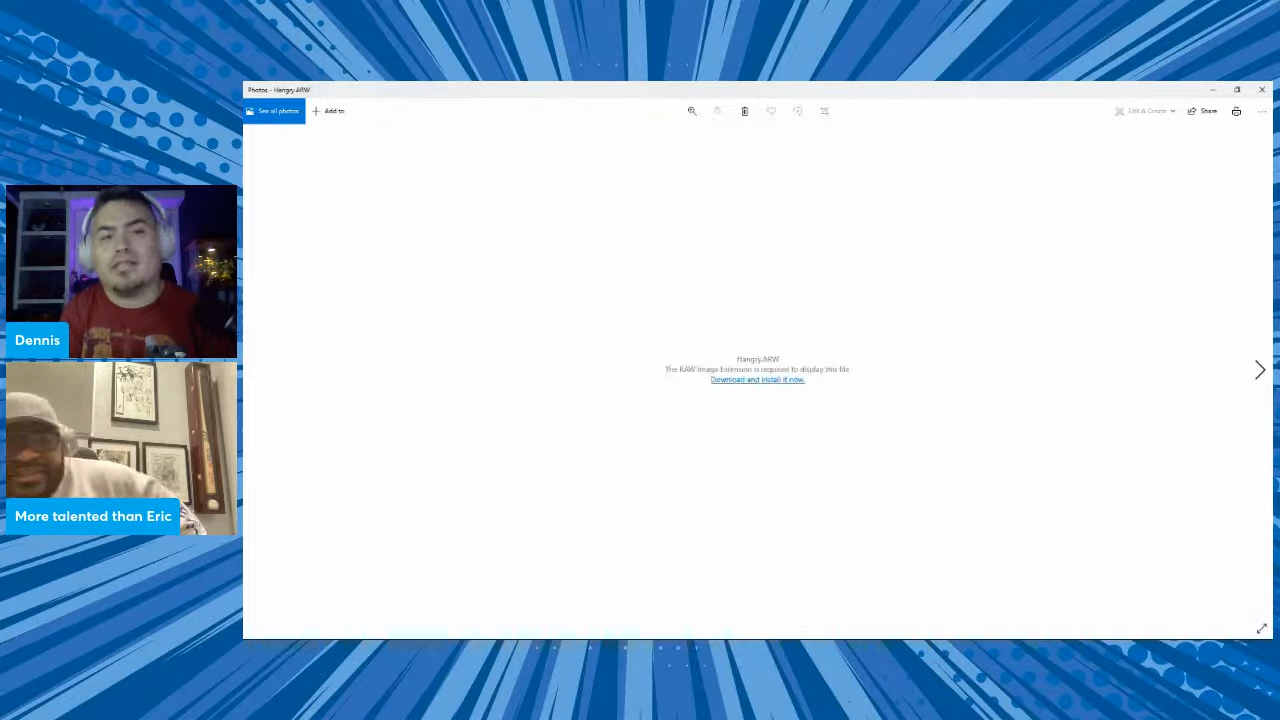 Photos - Hangry.ARW
See all photos
Add to
Edit & Create
Share
Hangry.ARW
The RAW Image Extension is required to display this file.
Download and install it now.
Dennis
More talented than Eric